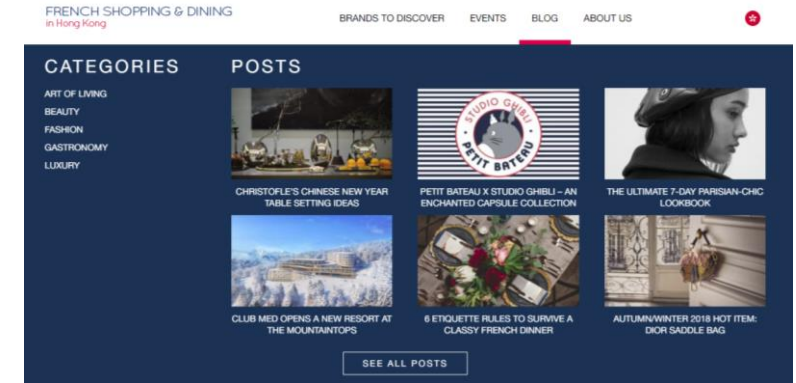 FRENCH SHOPPING & DINING
in Hong Kong
BRANDS TO DISCOVER
EVENTS
BLOG
ABOUT US
CATEGORIES
ART OF LIVING
BEAUTY
FASHION
GASTRONOMY
LUXURY
POSTS
CHRISTOFLE'S CHINESE NEW YEAR
TABLE SETTING IDEAS
STUDIO GHIBLI
PETIT BATEAU
PETIT BATEAU X STUDIO GHIBLI – AN
ENCHANTED CAPSULE COLLECTION
THE ULTIMATE 7-DAY PARISIAN-CHIC
LOOKBOOK
CLUB MED OPENS A NEW RESORT AT
THE MOUNTAINTOPS
6 ETIQUETTE RULES TO SURVIVE A
CLASSY FRENCH DINNER
AUTUMN/WINTER 2018 HOT ITEM:
DIOR SADDLE BAG
SEE ALL POSTS